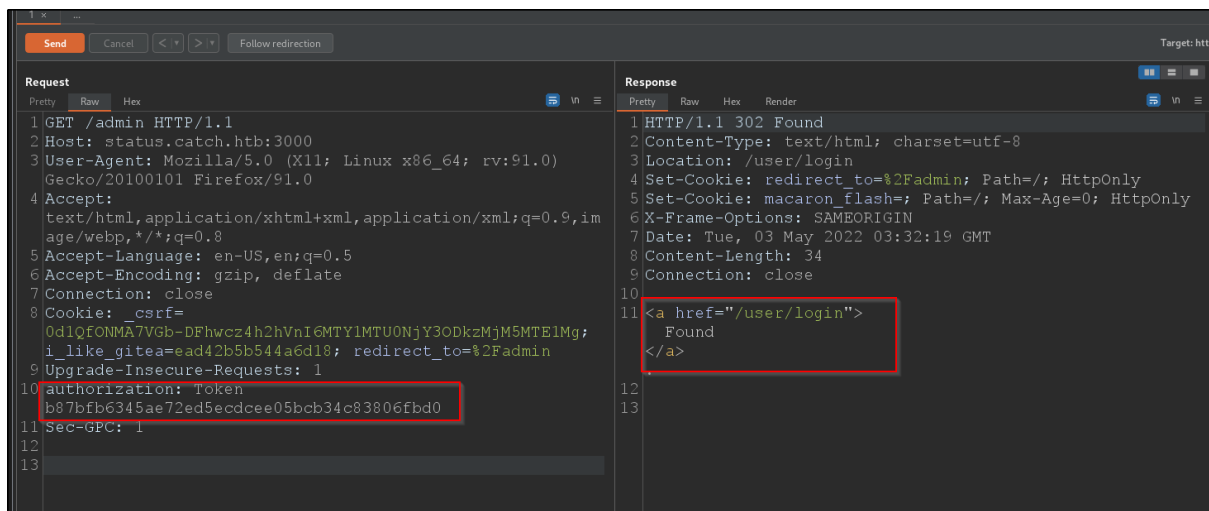 1 × ...
Send Cancel < > Follow redirection Target: htt
Request
Pretty Raw Hex \n
1 GET /admin HTTP/1.1
2 Host: status.catch.htb:3000
3 User-Agent: Mozilla/5.0 (X11; Linux x86_64; rv:91.0)
Gecko/20100101 Firefox/91.0
4 Accept:
text/html,application/xhtml+xml,application/xml;q=0.9,im
age/webp,*/*;q=0.8
5 Accept-Language: en-US,en;q=0.5
6 Accept-Encoding: gzip, deflate
7 Connection: close
8 Cookie: _csrf=
0d1QfONMA7VGb-DFhwcz4h2hVnI6MTY1MTU0NjY3ODkzMjM5MTE1Mg;
i_like_gitea=ead42b5b544a6d18; redirect_to=%2Fadmin
9 Upgrade-Insecure-Requests: 1
10 authorization: Token
b87bfb6345ae72ed5ecdcee05bcb34c83806fbd0
11 Sec-GPC: 1
12
13
Response
Pretty Raw Hex Render \n
1 HTTP/1.1 302 Found
2 Content-Type: text/html; charset=utf-8
3 Location: /user/login
4 Set-Cookie: redirect_to=%2Fadmin; Path=/; HttpOnly
5 Set-Cookie: macaron_flash=; Path=/; Max-Age=0; HttpOnly
6 X-Frame-Options: SAMEORIGIN
7 Date: Tue, 03 May 2022 03:32:19 GMT
8 Content-Length: 34
9 Connection: close
10
11 <a href="/user/login">
Found
</a>
.
12
13